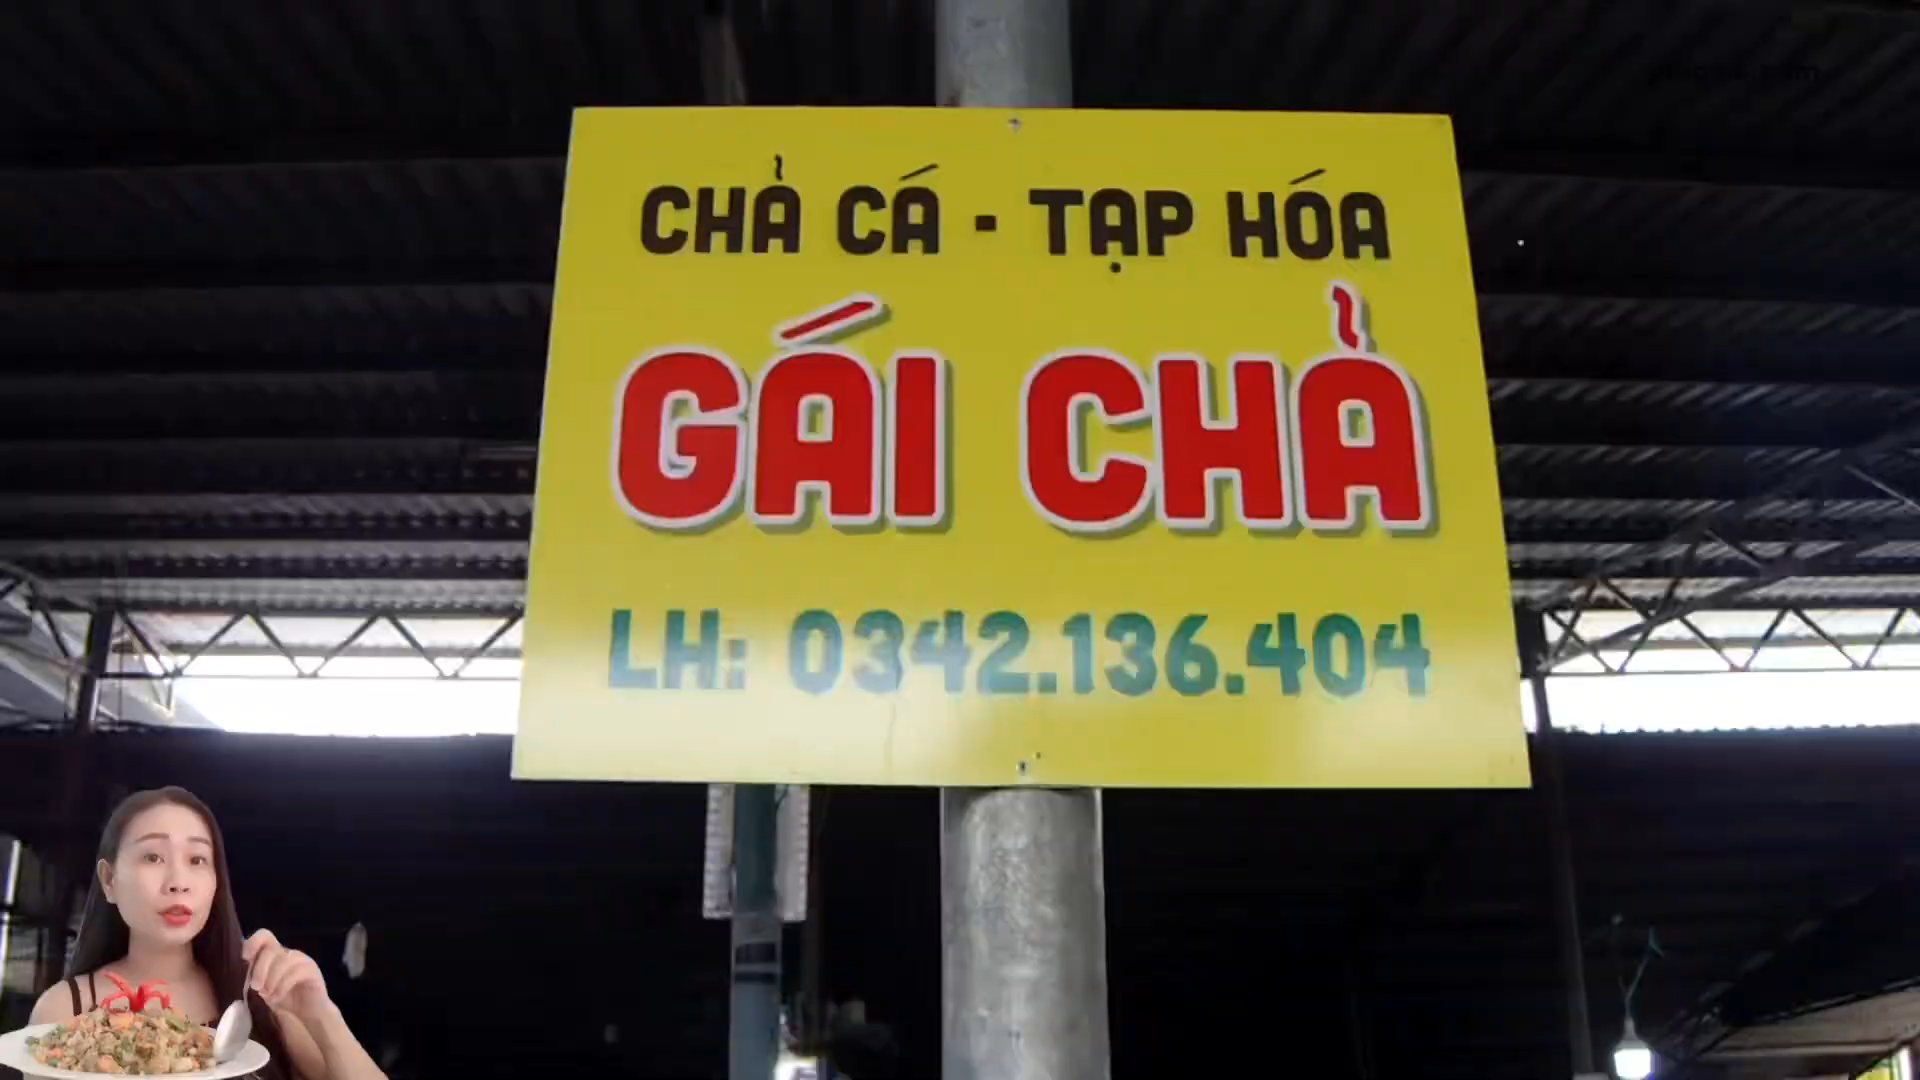 CHẢ CÁ - TẠP HÓA
GÁI CHẢ
LH: 0342.136.404